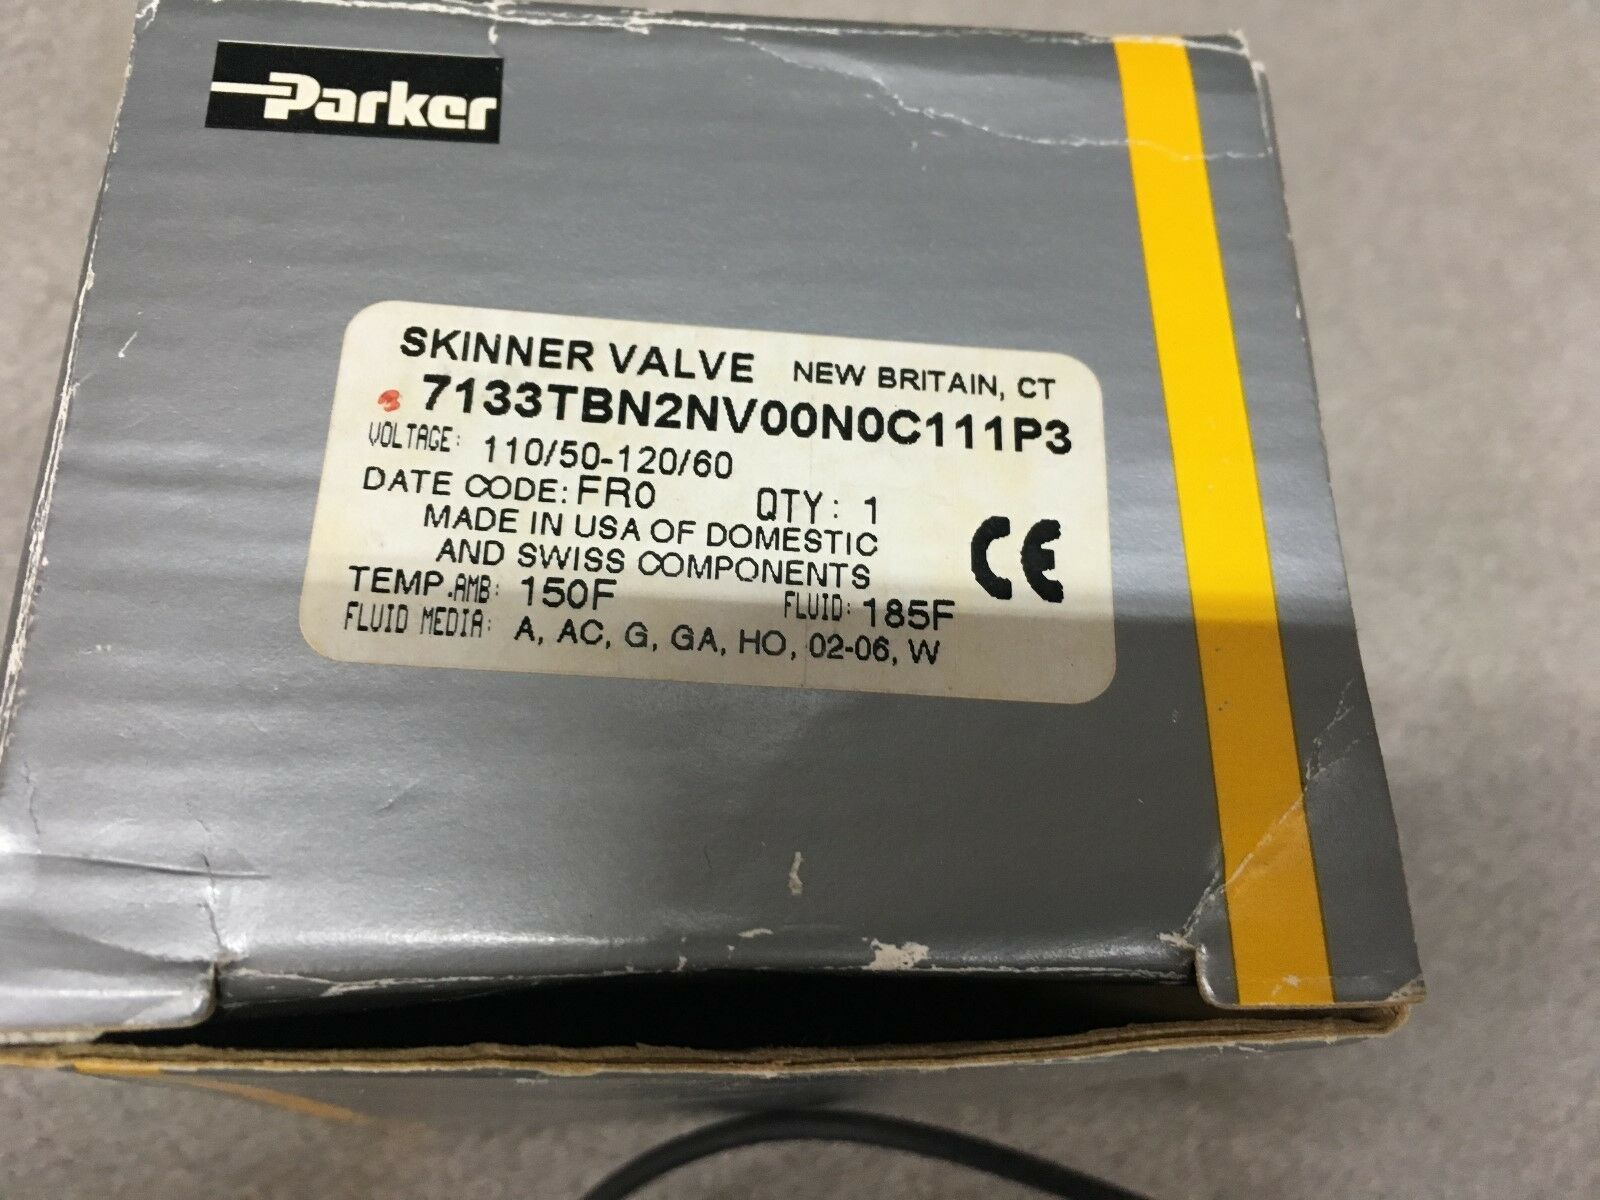 Parker
SKINNER VALVE NEW BRITAIN, CT
7133TBN2NV00N0C111P3
VOLTAGE: 110/50-120/60
DATE CODE: FR0 QTY: 1
MADE IN USA OF DOMESTIC
AND SWISS COMPONENTS
CE
TEMP.AMB: 150F FLUID: 185F
FLUID MEDIA: A, AC, G, GA, HO, 02-06, W